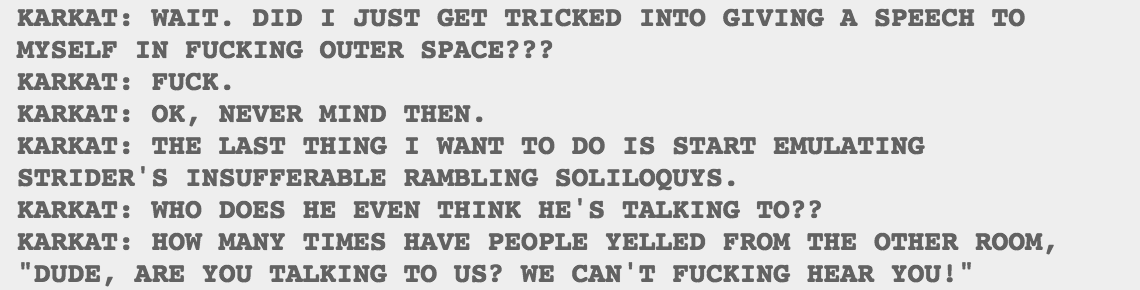 KARKAT: WAIT. DID I JUST GET TRICKED INTO GIVING A SPEECH TO
MYSELF IN FUCKING OUTER SPACE???
KARKAT: FUCK.
KARKAT: OK, NEVER MIND THEN.
KARKAT: THE LAST THING I WANT TO DO IS START EMULATING
STRIDER'S INSUFFERABLE RAMBLING SOLILOQUYS.
KARKAT: WHO DOES HE EVEN THINK HE'S TALKING TO??
KARKAT: HOW MANY TIMES HAVE PEOPLE YELLED FROM THE OTHER ROOM,
"DUDE, ARE YOU TALKING TO US? WE CAN'T FUCKING HEAR YOU!"